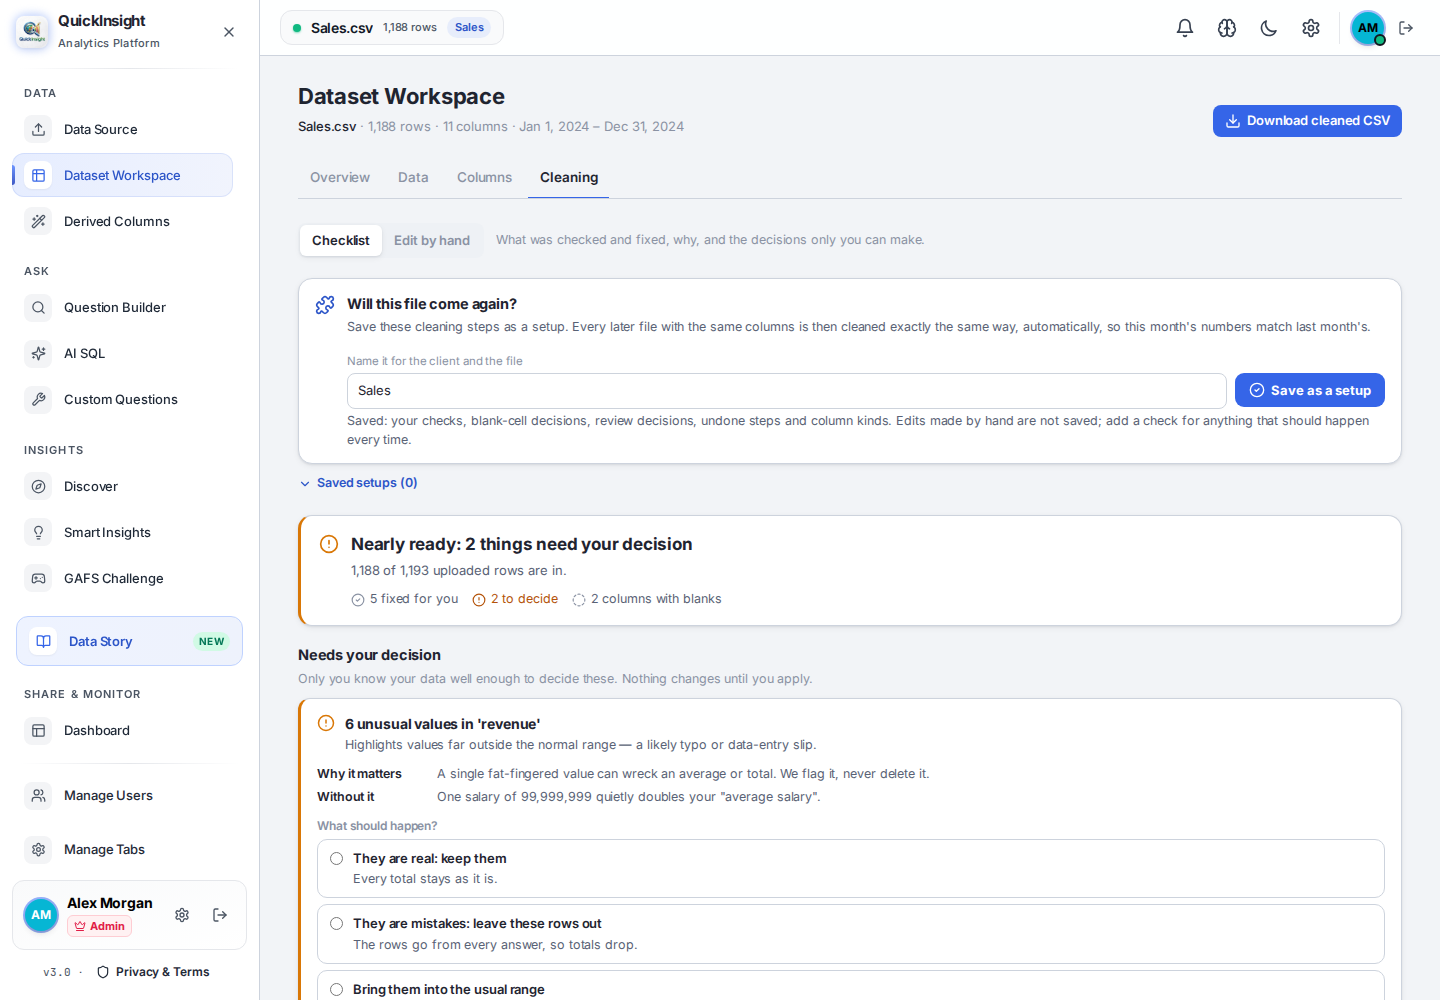 QuickInsight
Analytics Platform
DATA
Data Source
Dataset Workspace
Derived Columns
ASK
Question Builder
AI SQL
Custom Questions
INSIGHTS
Discover
Smart Insights
GAFS Challenge
Data Story NEW
SHARE & MONITOR
Dashboard
Manage Users
Manage Tabs
AM Alex Morgan
Admin
v3.0 · Privacy & Terms
Sales.csv 1,188 rows Sales
AM
Dataset Workspace
Sales.csv · 1,188 rows · 11 columns · Jan 1, 2024 – Dec 31, 2024
Download cleaned CSV
Overview Data Columns Cleaning
Checklist Edit by hand What was checked and fixed, why, and the decisions only you can make.
Will this file come again?
Save these cleaning steps as a setup. Every later file with the same columns is then cleaned exactly the same way, automatically, so this month's numbers match last month's.
Name it for the client and the file
Sales Save as a setup
Saved: your checks, blank-cell decisions, review decisions, undone steps and column kinds. Edits made by hand are not saved; add a check for anything that should happen
every time.
Saved setups (0)
Nearly ready: 2 things need your decision
1,188 of 1,193 uploaded rows are in.
5 fixed for you 2 to decide 2 columns with blanks
Needs your decision
Only you know your data well enough to decide these. Nothing changes until you apply.
6 unusual values in 'revenue'
Highlights values far outside the normal range — a likely typo or data-entry slip.
Why it matters A single fat-fingered value can wreck an average or total. We flag it, never delete it.
Without it One salary of 99,999,999 quietly doubles your "average salary".
What should happen?
They are real: keep them
Every total stays as it is.
They are mistakes: leave these rows out
The rows go from every answer, so totals drop.
Bring them into the usual range